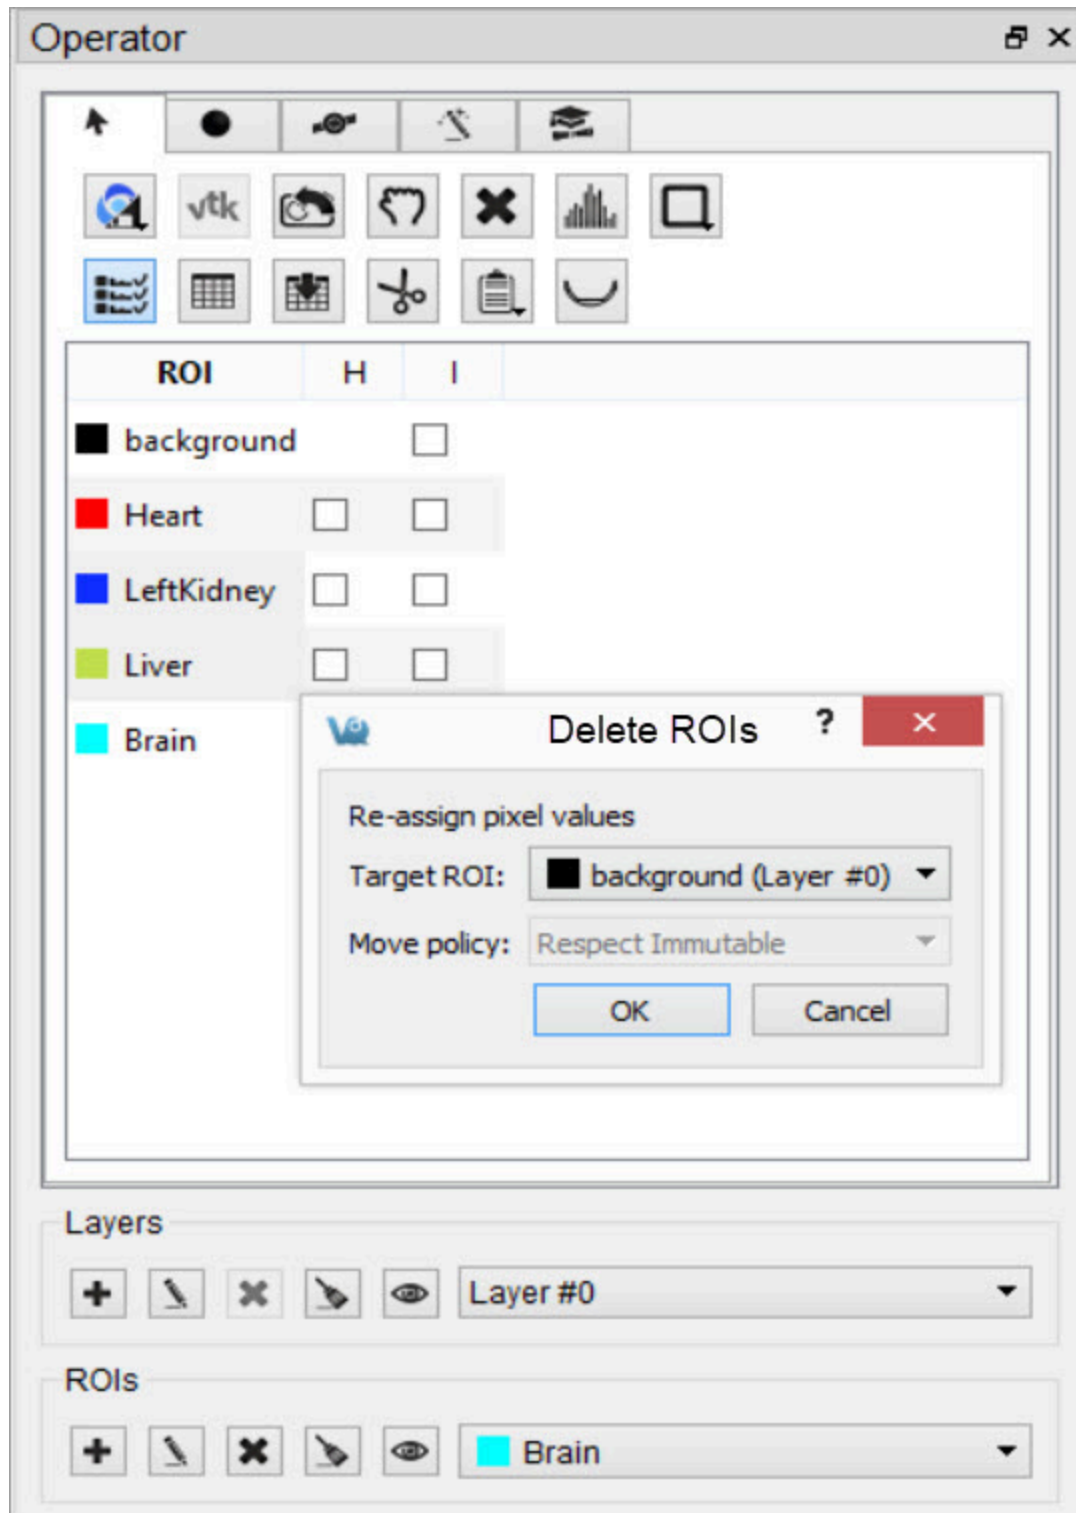 Operator
vtk
ROI H I
background
Heart
LeftKidney
Liver
Brain
Delete ROIs ?
Re-assign pixel values
Target ROI: background (Layer #0)
Move policy: Respect Immutable
OK Cancel
Layers
Layer #0
ROIs
Brain